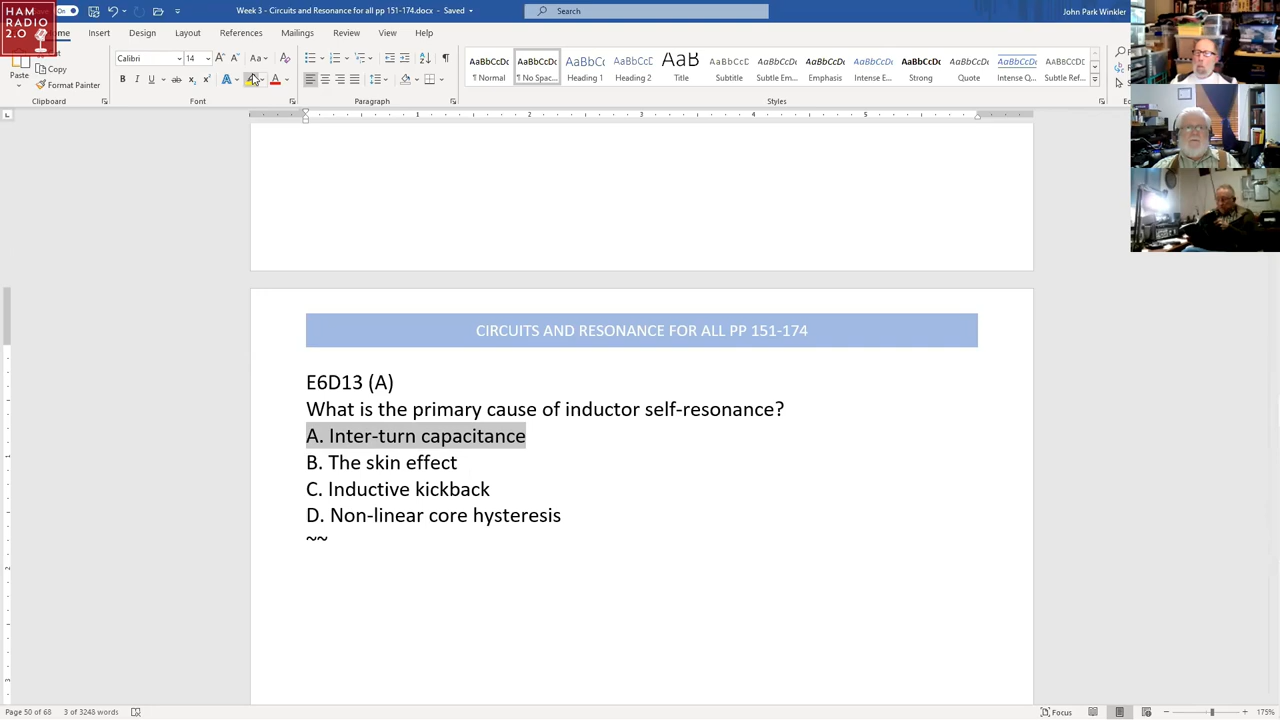 HAM
RADIO
2.0
Week 3 - Circuits and Resonance for all pp 151-174.docx - Saved
Search
John Park Winkler
On
Insert
Design
Layout
References
Mailings
Review
View
Help
Paste
Copy
Format Painter
Clipboard
Calibri
14
Font
Paragraph
AaBbCcDc
¶ Normal
AaBbCcDc
¶ No Spac...
AaBbCc
Heading 1
AaBbCcD
Heading 2
AaB
Title
AaBbCcD
Subtitle
AaBbCcDc
Subtle Em...
AaBbCcDc
Emphasis
AaBbCcDc
Intense E...
AaBbCcDc
Strong
AaBbCcDc
Quote
AaBbCcDc
Intense Q...
AaBbCcDc
Subtle Ref...
Styles
CIRCUITS AND RESONANCE FOR ALL PP 151-174
E6D13 (A)
What is the primary cause of inductor self-resonance?
A. Inter-turn capacitance
B. The skin effect
C. Inductive kickback
D. Non-linear core hysteresis
~~
Page 50 of 68
3 of 3248 words
Focus
175%